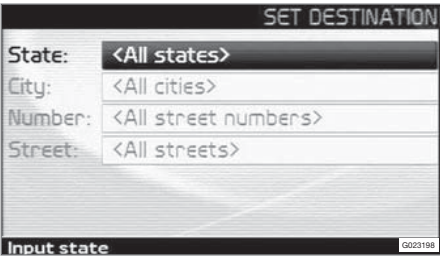 SET DESTINATION
State: <All states>
City: <All cities>
Number: <All street numbers>
Street: <All streets>
Input state
G023198